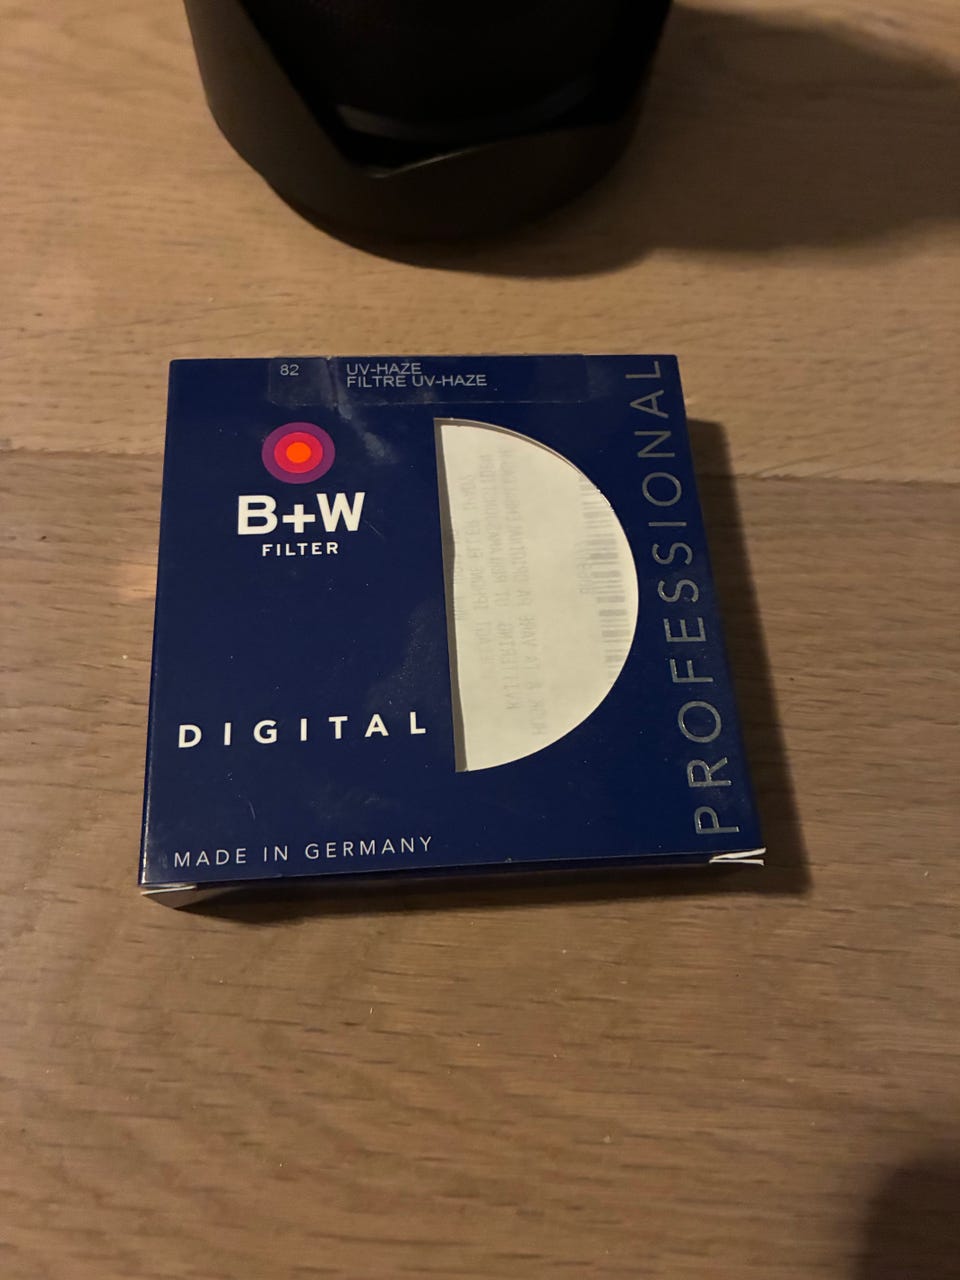 82 UV-HAZE
FILTRE UV-HAZE
B+W
FILTER
DIGITAL
MADE IN GERMANY
PROFESSIONAL